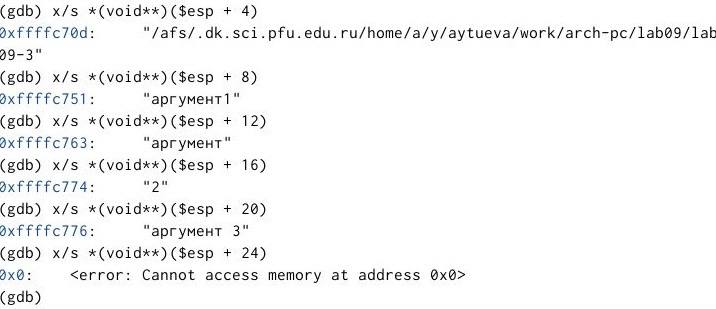 (gdb) x/s *(void**)($esp + 4)
0xffffc70d:     "/afs/.dk.sci.pfu.edu.ru/home/a/y/aytueva/work/arch-pc/lab09/lab
09-3"
(gdb) x/s *(void**)($esp + 8)
0xffffc751:     "аргумент1"
(gdb) x/s *(void**)($esp + 12)
0xffffc763:     "аргумент"
(gdb) x/s *(void**)($esp + 16)
0xffffc774:     "2"
(gdb) x/s *(void**)($esp + 20)
0xffffc776:     "аргумент 3"
(gdb) x/s *(void**)($esp + 24)
0x0:    <error: Cannot access memory at address 0x0>
(gdb)